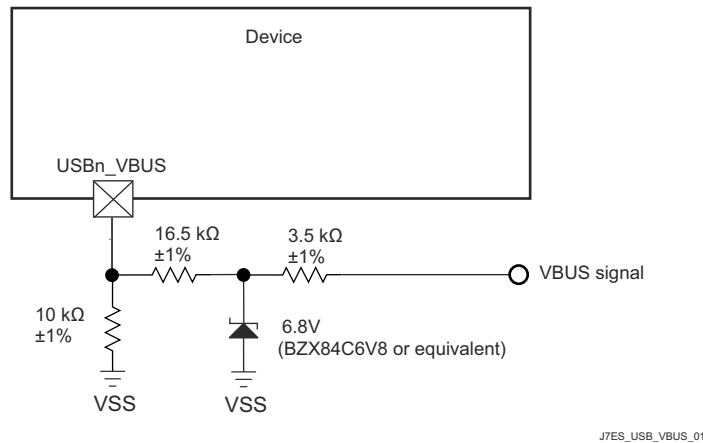 Device
USBn_VBUS
16.5 kΩ
±1%
3.5 kΩ
±1%
VBUS signal
10 kΩ
±1%
6.8V
(BZX84C6V8 or equivalent)
VSS
VSS
J7ES_USB_VBUS_01